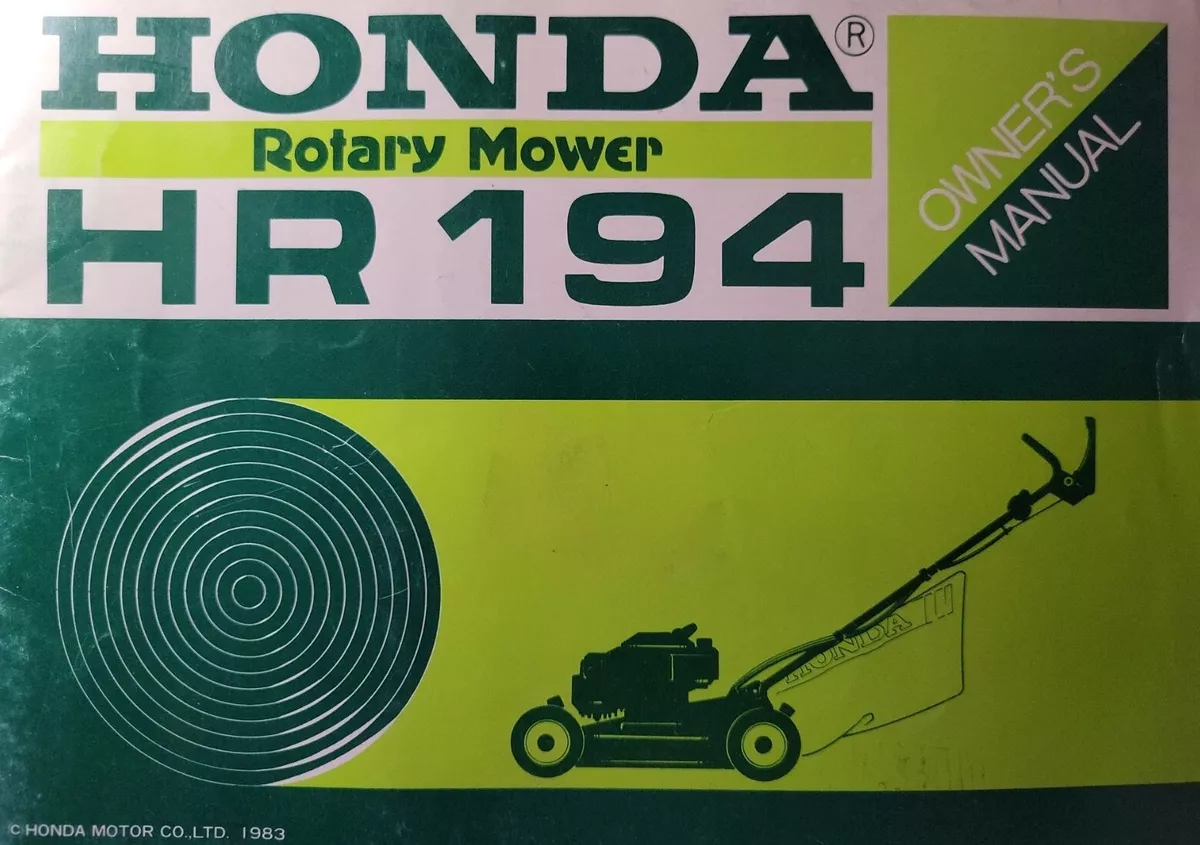 HONDA®
Rotary Mower
HR 194
OWNER'S
MANUAL
HONDA
© HONDA MOTOR CO.,LTD. 1983